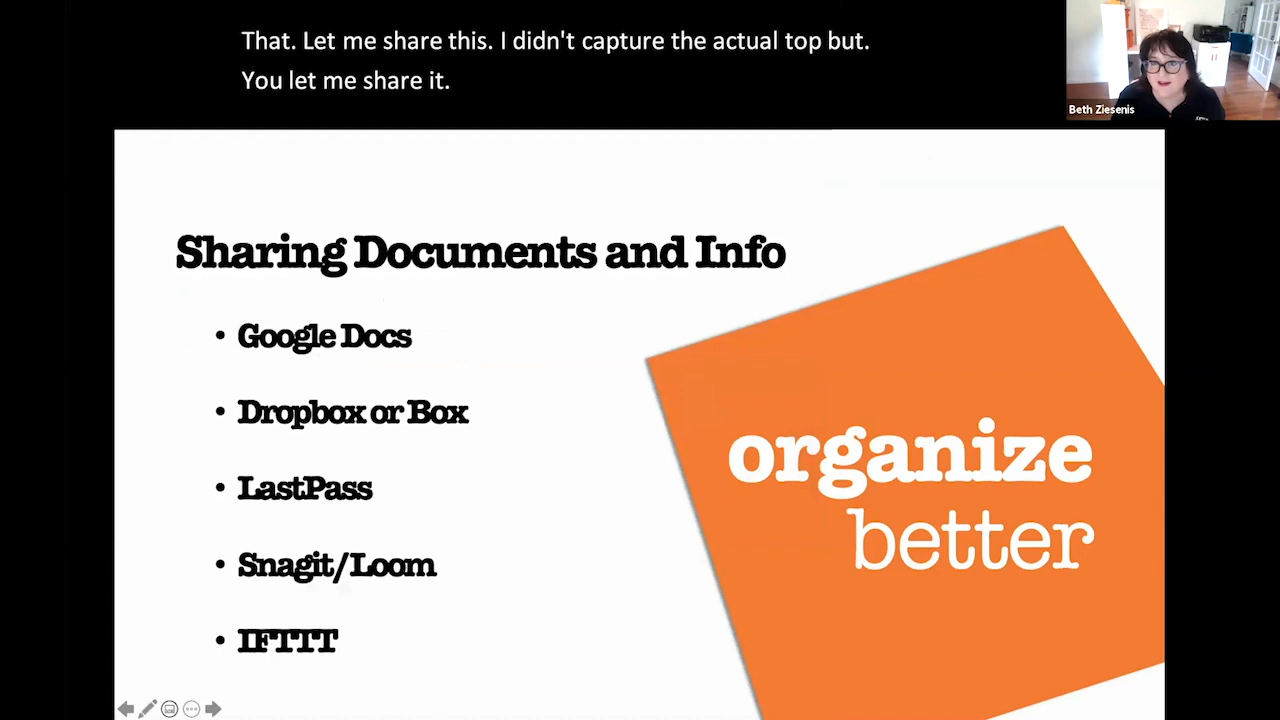 That. Let me share this. I didn't capture the actual top but.
You let me share it.
Beth Ziesenis
Sharing Documents and Info
• Google Docs
• Dropbox or Box
• LastPass
• Snagit/Loom
• IFTTT
organize
better